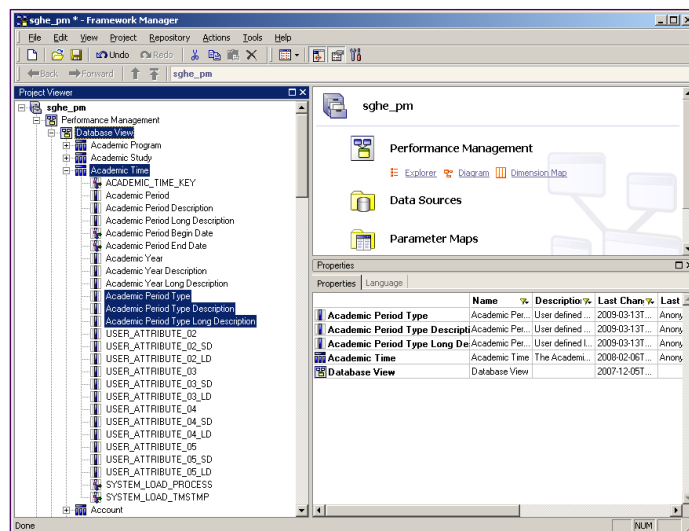 sghe_pm * - Framework Manager
File Edit View Project Repository Actions Tools Help
Undo Redo
Back Forward sghe_pm
Project Viewer
sghe_pm
Performance Management
Database View
Academic Program
Academic Study
Academic Time
ACADEMIC_TIME_KEY
Academic Period
Academic Period Description
Academic Period Long Description
Academic Period Begin Date
Academic Period End Date
Academic Year
Academic Year Description
Academic Year Long Description
Academic Period Type
Academic Period Type Description
Academic Period Type Long Description
USER_ATTRIBUTE_02
USER_ATTRIBUTE_02_SD
USER_ATTRIBUTE_02_LD
USER_ATTRIBUTE_03
USER_ATTRIBUTE_03_SD
USER_ATTRIBUTE_03_LD
USER_ATTRIBUTE_04
USER_ATTRIBUTE_04_SD
USER_ATTRIBUTE_04_LD
USER_ATTRIBUTE_05
USER_ATTRIBUTE_05_SD
USER_ATTRIBUTE_05_LD
SYSTEM_LOAD_PROCESS
SYSTEM_LOAD_TMSTMP
Account
sghe_pm
Performance Management
Explorer Diagram Dimension Map
Data Sources
Parameter Maps
Properties
Properties Language
Name Descriptio Last Chan Last
Academic Period Type Academic Per... User defined ... 2009-03-13T... Anony
Academic Period Type Descripti Academic Per... User defined ... 2009-03-13T... Anony
Academic Period Type Long De Academic Per... User defined l... 2009-03-13T... Anony
Academic Time Academic Time The Academi... 2008-02-06T... Anony
Database View Database View 2007-12-05T...
Done NUM